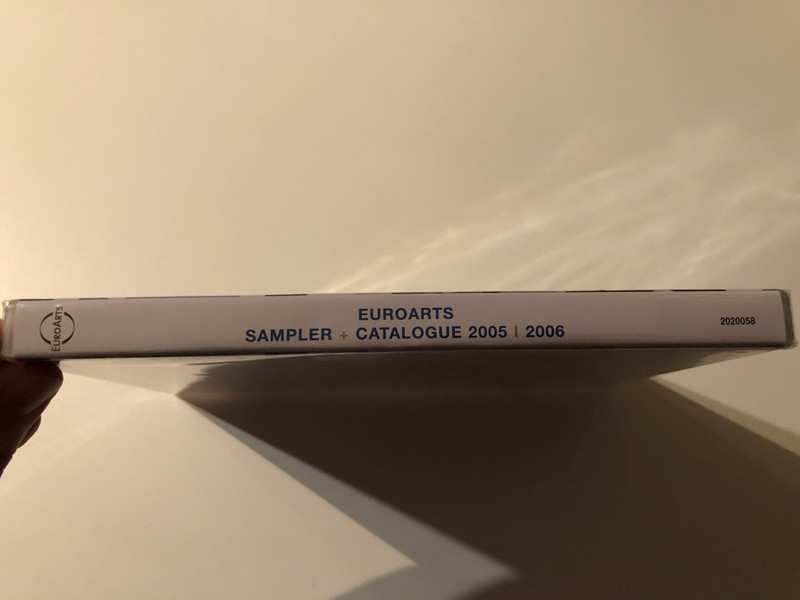 EUROARTS
EUROARTS
SAMPLER + CATALOGUE 2005 | 2006
2020058